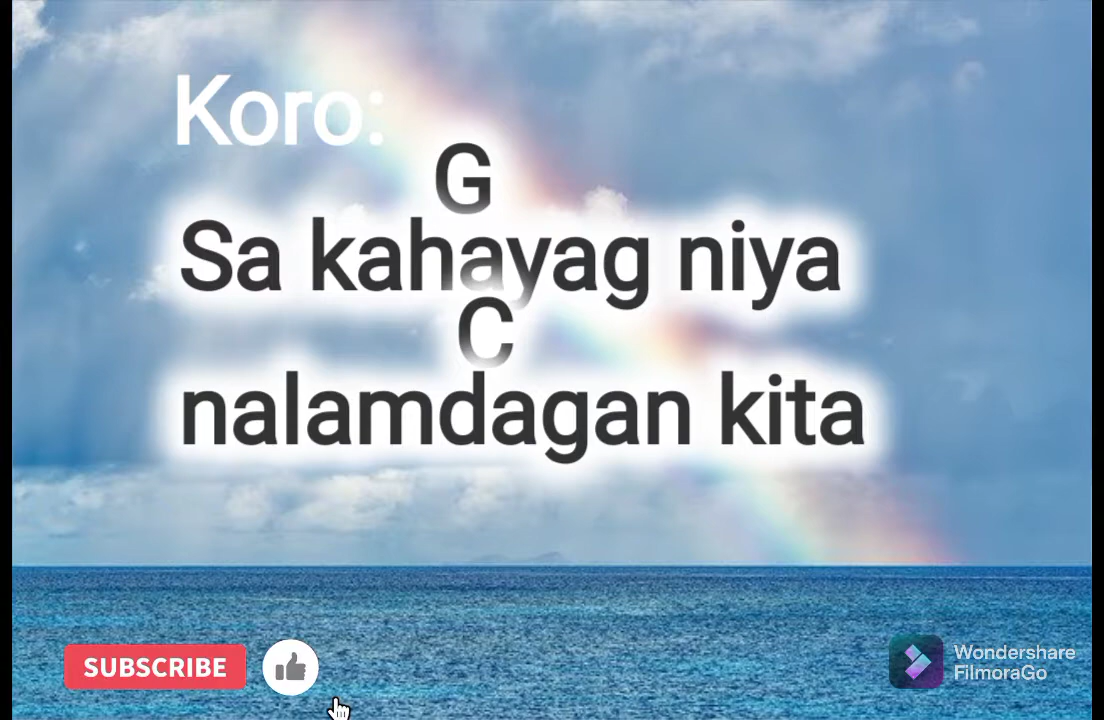 Koro:
G
Sa kahayag niya
C
nalamdagan kita
SUBSCRIBE
Wondershare
FilmoraGo